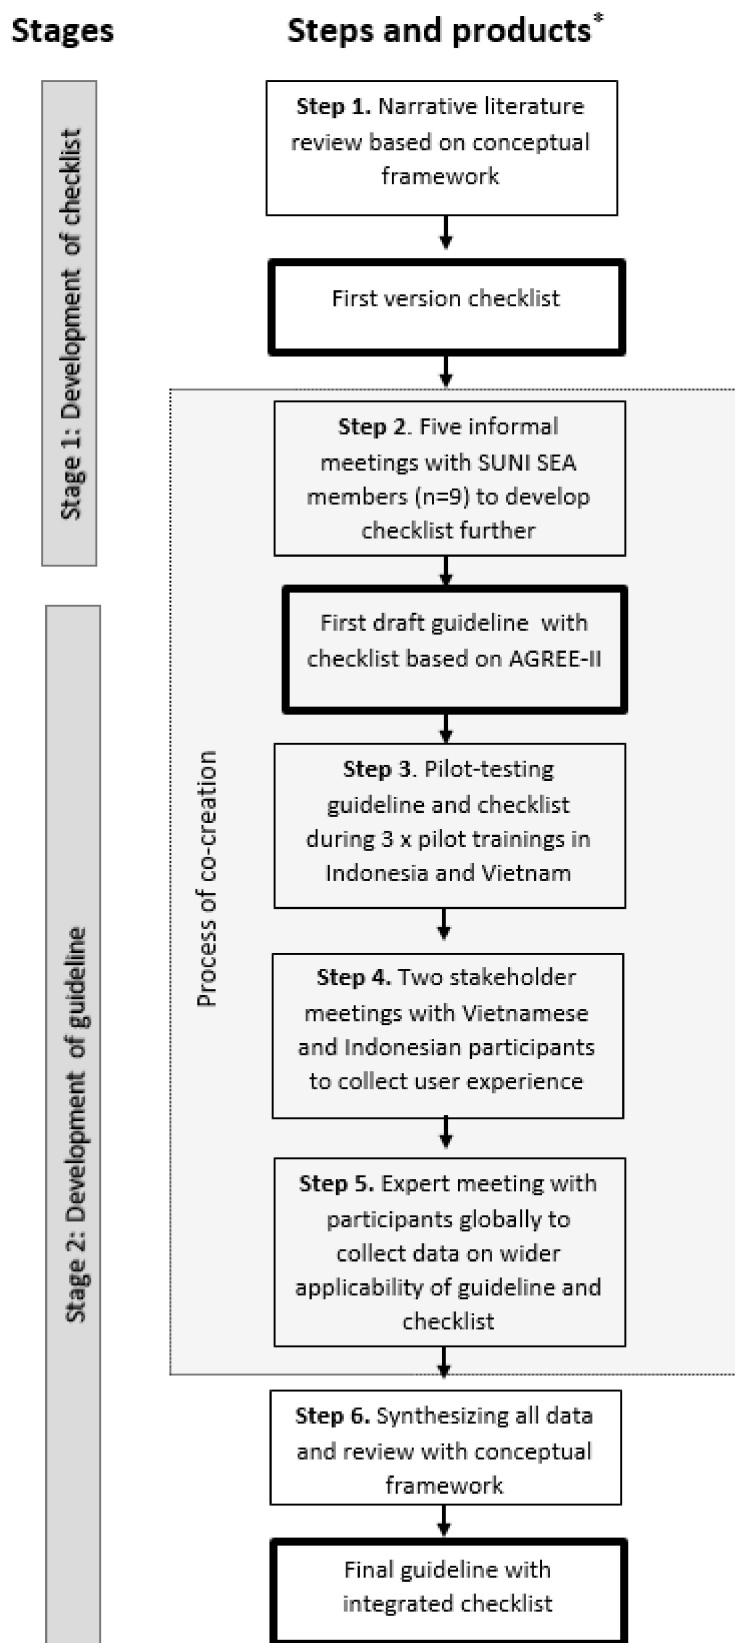 Stages
Steps and products*
Stage 1: Development of checklist
Step 1. Narrative literature
review based on conceptual
framework
First version checklist
Step 2. Five informal
meetings with SUNI SEA
members (n=9) to develop
checklist further
Stage 2: Development of guideline
Process of co-creation
First draft guideline with
checklist based on AGREE-II
Step 3. Pilot-testing
guideline and checklist
during 3 x pilot trainings in
Indonesia and Vietnam
Step 4. Two stakeholder
meetings with Vietnamese
and Indonesian participants
to collect user experience
Step 5. Expert meeting with
participants globally to
collect data on wider
applicability of guideline and
checklist
Step 6. Synthesizing all data
and review with conceptual
framework
Final guideline with
integrated checklist